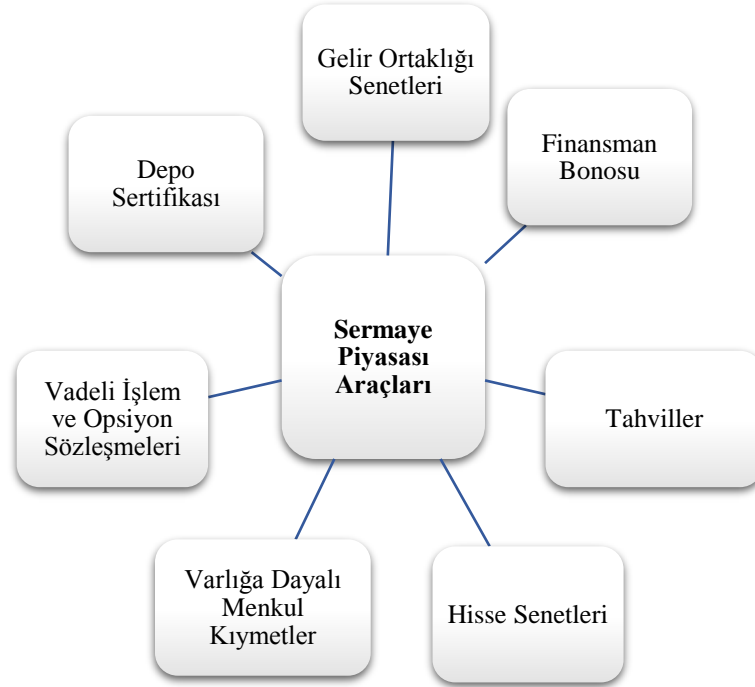 Gelir Ortaklığı
Senetleri
Finansman
Bonosu
Depo
Sertifikası
Sermaye
Piyasası
Araçları
Vadeli İşlem
ve Opsiyon
Sözleşmeleri
Tahviller
Varlığa Dayalı
Menkul
Kıymetler
Hisse Senetleri